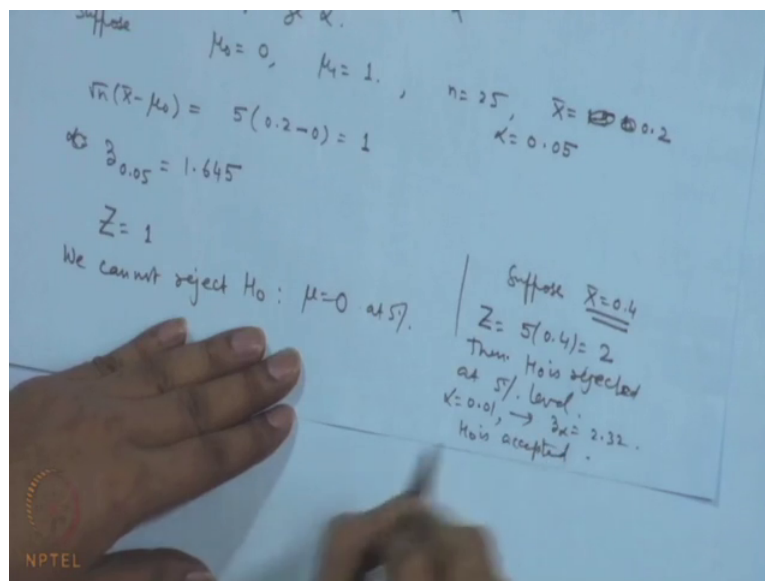 Suppose
μ₀ = 0, μ₁ = 1. , n = 25, x̄ = 0.2
√n (x̄ - μ₀) = 5(0.2-0) = 1
α = 0.05
z₀.₀₅ = 1.645
Z = 1
We cannot reject H₀ : μ=0 at 5%.
Suppose x̄=0.4
Z = 5(0.4) = 2
Then H₀ is rejected
at 5% level.
α=0.01, → z_α = 2.32.
H₀ is accepted.
NPTEL